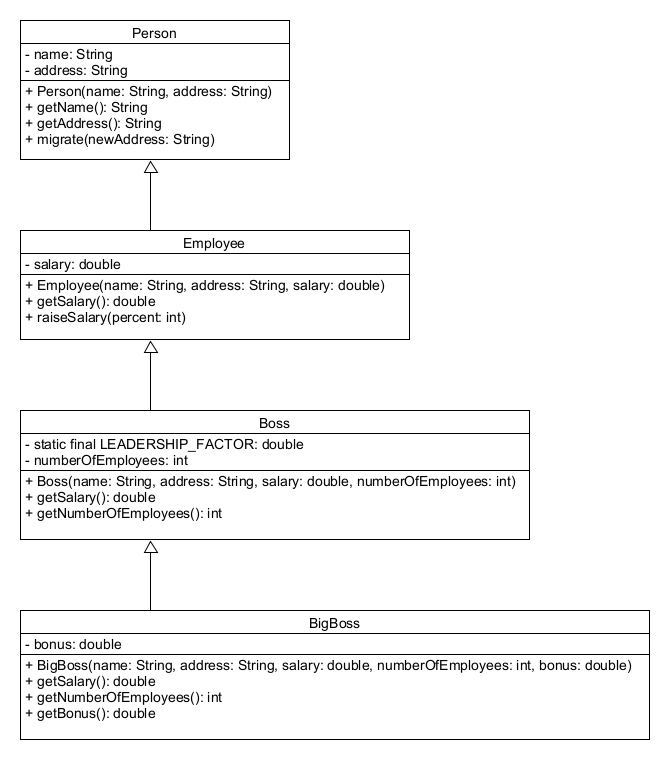 Person
- name: String
- address: String
+ Person(name: String, address: String)
+ getName(): String
+ getAddress(): String
+ migrate(newAddress: String)
Employee
- salary: double
+ Employee(name: String, address: String, salary: double)
+ getSalary(): double
+ raiseSalary(percent: int)
Boss
- static final LEADERSHIP_FACTOR: double
- numberOfEmployees: int
+ Boss(name: String, address: String, salary: double, numberOfEmployees: int)
+ getSalary(): double
+ getNumberOfEmployees(): int
BigBoss
- bonus: double
+ BigBoss(name: String, address: String, salary: double, numberOfEmployees: int, bonus: double)
+ getSalary(): double
+ getNumberOfEmployees(): int
+ getBonus(): double